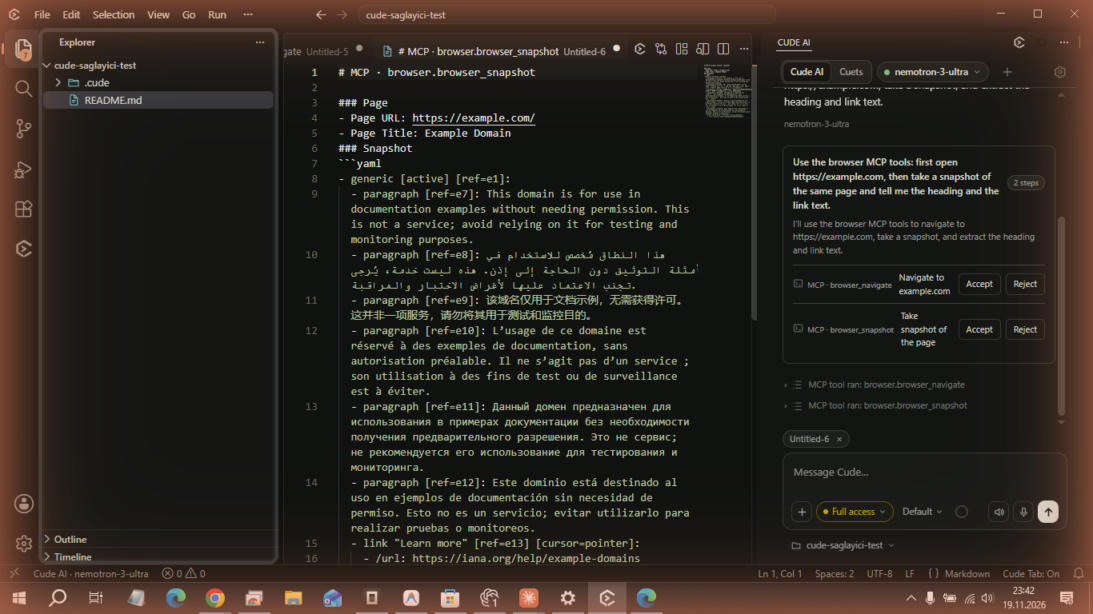 File Edit Selection View Go Run ···
cude-saglayici-test
Explorer
cude-saglayici-test
.cude
README.md
Outline
Timeline
gate Untitled-5
# MCP · browser.browser_snapshot Untitled-6
1 # MCP · browser.browser_snapshot
2
3 ### Page
4 - Page URL: https://example.com/
5 - Page Title: Example Domain
6 ### Snapshot
7 ```yaml
8 - generic [active] [ref=e1]:
9 - paragraph [ref=e7]: This domain is for use in
documentation examples without needing permission. This
is not a service; avoid relying on it for testing and
monitoring purposes.
10 - paragraph [ref=e8]: هذا النطاق مُخصص للاستخدام في
أمثلة التوثيق دون الحاجة إلى إذن. هذه ليست خدمة، يُرجى
تجنب الاعتماد عليها لأغراض الاختبار والمراقبة.
11 - paragraph [ref=e9]: 该域名仅用于文档示例，无需获得许可。
这并非一项服务，请勿将其用于测试和监控目的。
12 - paragraph [ref=e10]: L’usage de ce domaine est
réservé à des exemples de documentation, sans
autorisation préalable. Il ne s’agit pas d’un service ;
son utilisation à des fins de test ou de surveillance
est à éviter.
13 - paragraph [ref=e11]: Данный домен предназначен для
использования в примерах документации без необходимости
получения предварительного разрешения. Это не сервис;
не рекомендуется его использование для тестирования и
мониторинга.
14 - paragraph [ref=e12]: Este dominio está destinado al
uso en ejemplos de documentación sin necesidad de
permiso. Esto no es un servicio; evitar utilizarlo para
realizar pruebas o monitoreos.
15 - link "Learn more" [ref=e13] [cursor=pointer]:
16 - /url: https://iana.org/help/example-domains
CUDE AI
Cude AI Cuets nemotron-3-ultra
heading and link text.
nemotron-3-ultra
Use the browser MCP tools: first open
https://example.com, then take a snapshot of
the same page and tell me the heading and the
link text.
2 steps
I'll use the browser MCP tools to navigate to
https://example.com, take a snapshot, and extract the heading
and link text.
MCP · browser_navigate Navigate to
example.com Accept Reject
MCP · browser_snapshot Take
snapshot of
the page Accept Reject
MCP tool ran: browser.browser_navigate
MCP tool ran: browser.browser_snapshot
Untitled-6 ×
Message Cude...
Full access Default
cude-saglayici-test
Cude AI · nemotron-3-ultra 0 0 Ln 1, Col 1 Spaces: 2 UTF-8 LF { } Markdown Cude Tab: On
23:42
19.11.2026